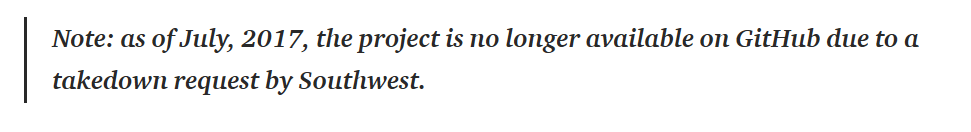 Note: as of July, 2017, the project is no longer available on GitHub due to a
takedown request by Southwest.